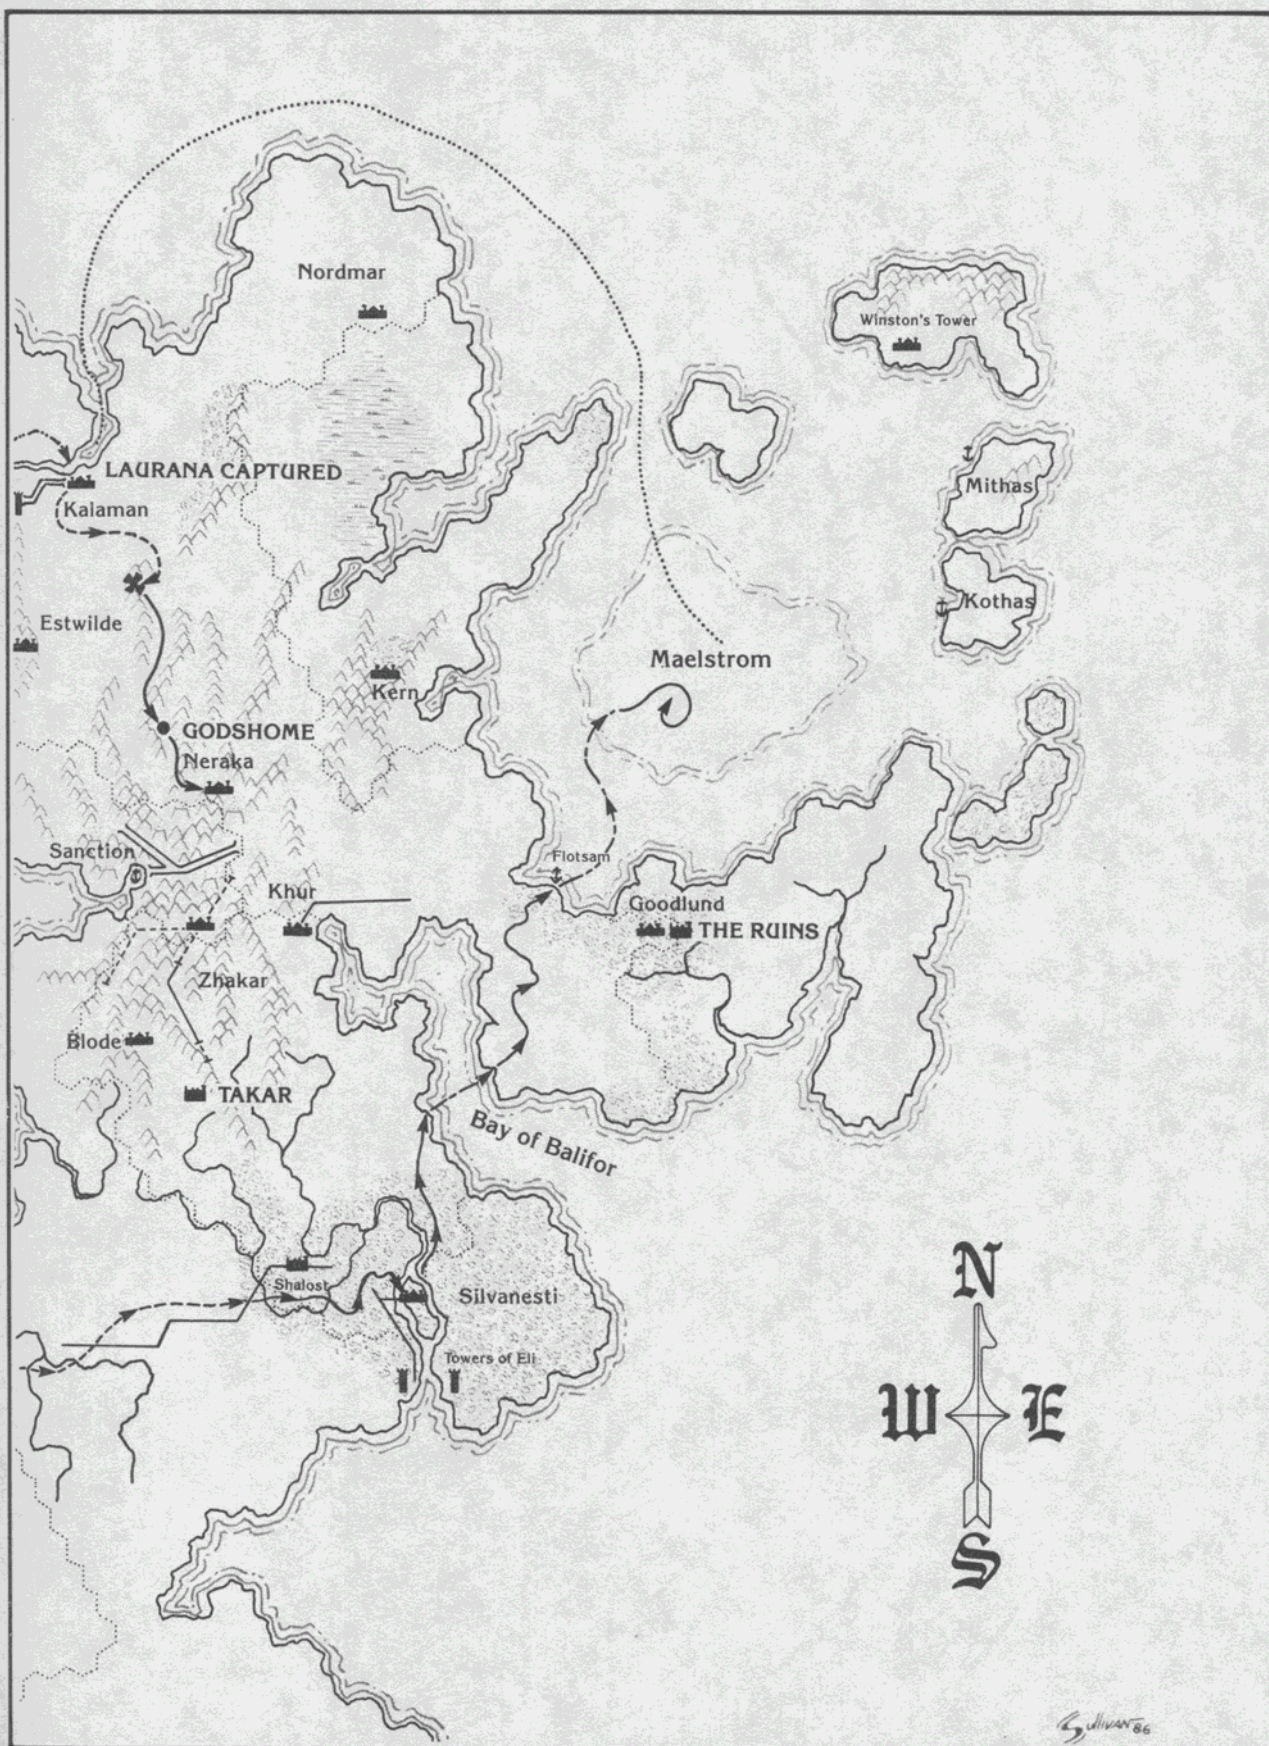 Nordmar
Winston's Tower
LAURANA CAPTURED
Mithas
Kalaman
Kothas
Estwilde
Maelstrom
Kern
GODSHOME
Neraka
Sanction
Flotsam
Khur
Goodlund
THE RUINS
Zhakar
Blode
TAKAR
Bay of Balifor
N
Shalost
Silvanesti
Towers of Eli
W
E
S
Sullivan 86